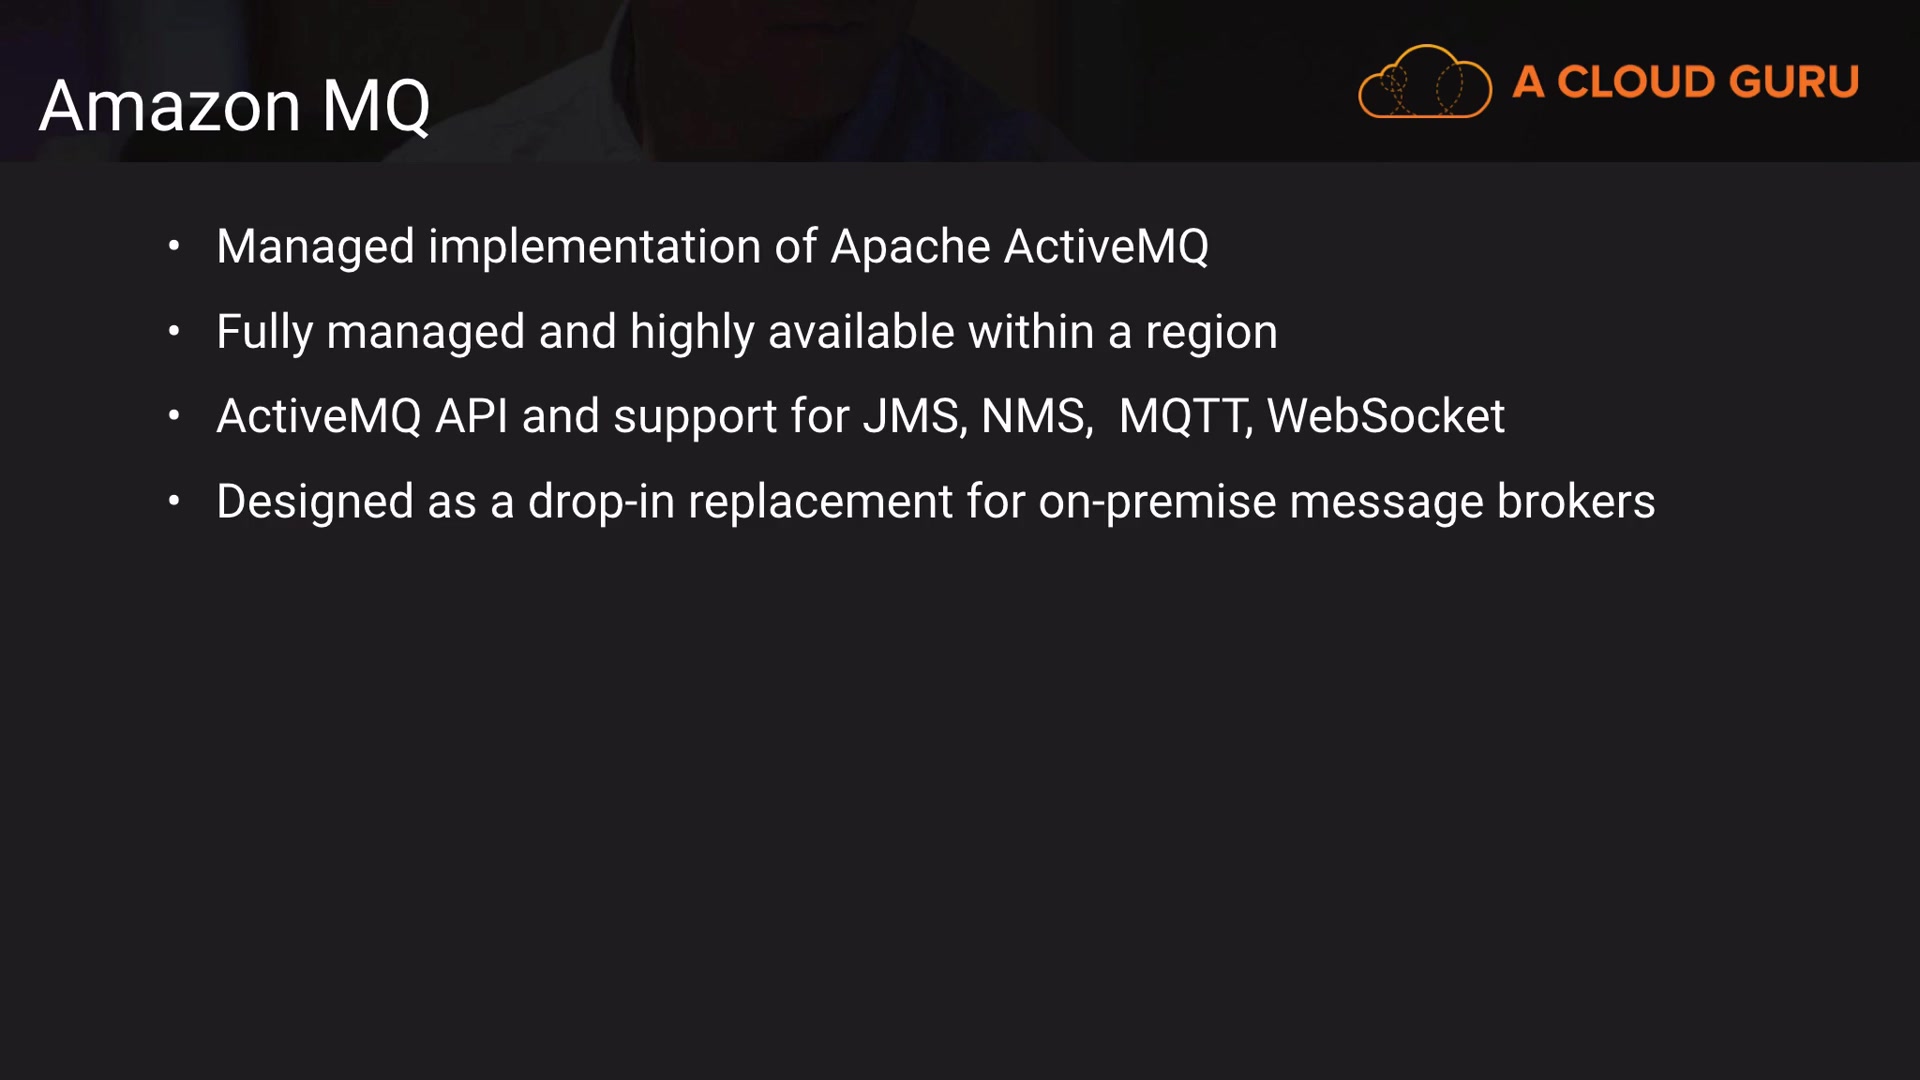 Amazon MQ
A CLOUD GURU
• Managed implementation of Apache ActiveMQ
• Fully managed and highly available within a region
• ActiveMQ API and support for JMS, NMS,  MQTT, WebSocket
• Designed as a drop-in replacement for on-premise message brokers